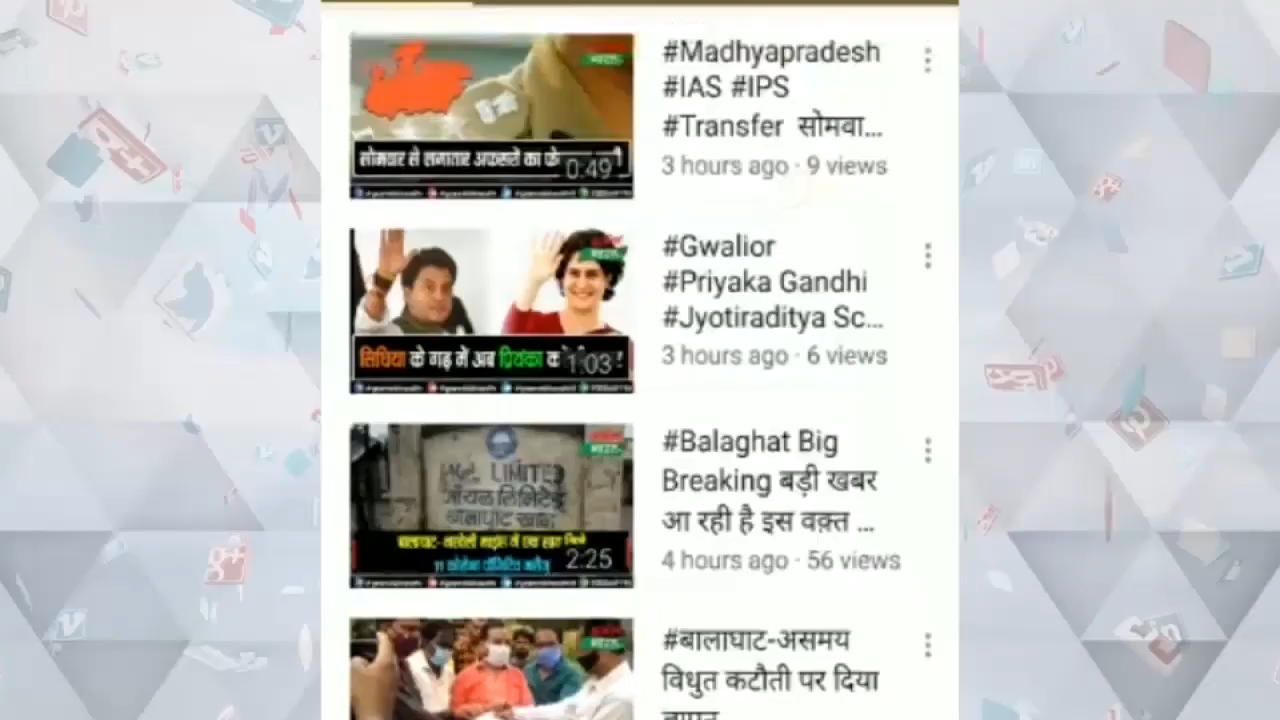 #Madhyapradesh
#IAS #IPS
#Transfer सोमवा...
3 hours ago · 9 views
सोमवार से लगातार अफसरों का
0:49
#Gwalior
#Priyaka Gandhi
#Jyotiraditya Sc...
3 hours ago · 6 views
सिंधिया के गढ़ में अब प्रियंका
1:03
#Balaghat Big
Breaking बड़ी खबर
आ रही है इस वक़्त ...
4 hours ago · 56 views
LIMITED
मॉयल लिमिटेड
बालाघाट खान
2:25
#बालाघाट-असमय
विधुत कटौती पर दिया